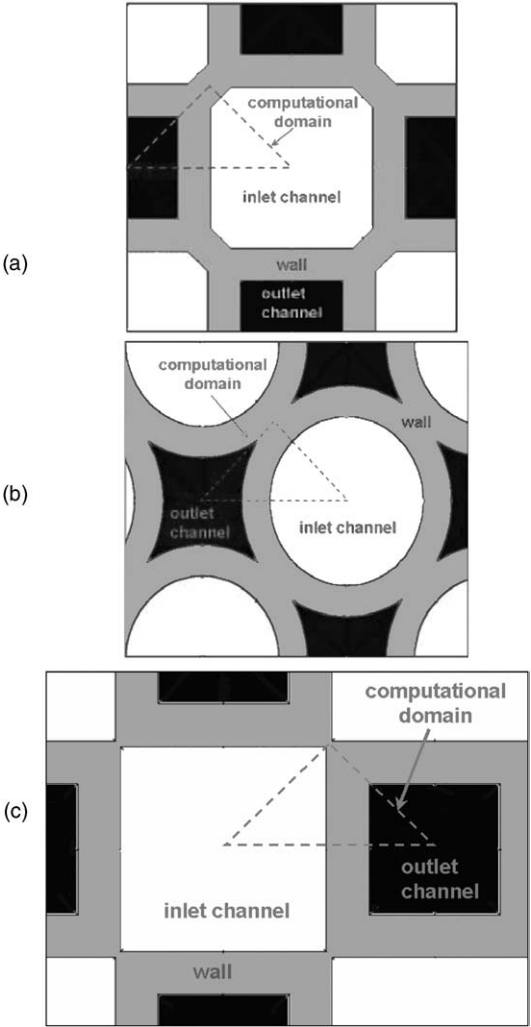 computational
domain
inlet channel
(a)
wall
outlet
channel
computational
domain
wall
(b)
outlet
channel
inlet channel
computational
domain
(c)
outlet
channel
inlet channel
wall